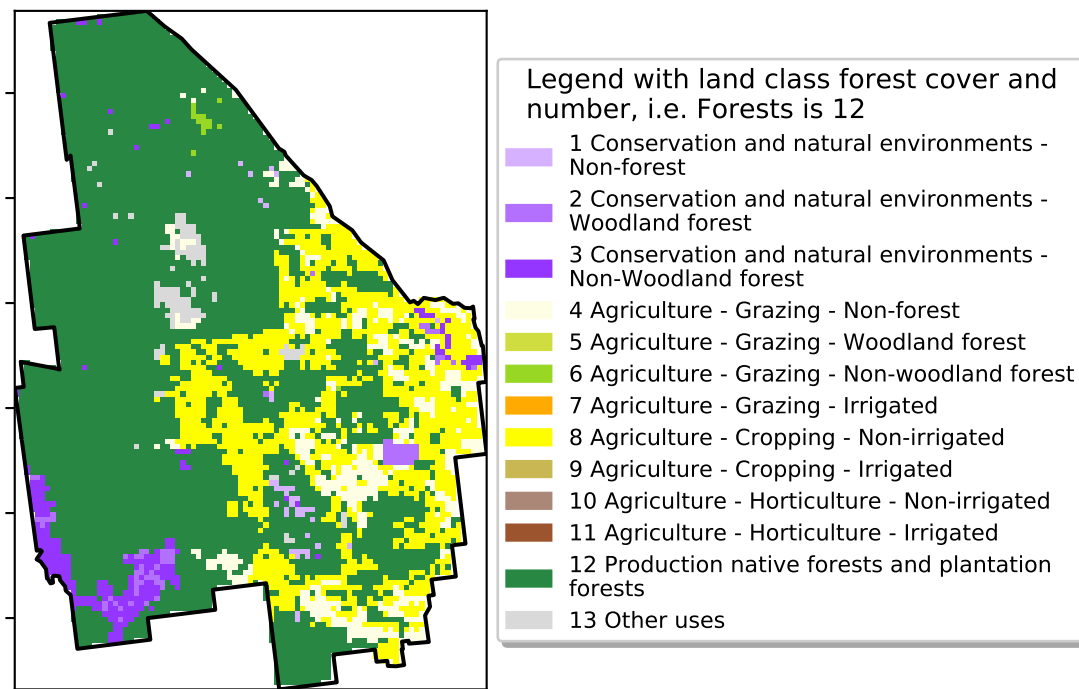 Legend with land class forest cover and
number, i.e. Forests is 12
1 Conservation and natural environments -
Non-forest
2 Conservation and natural environments -
Woodland forest
3 Conservation and natural environments -
Non-Woodland forest
4 Agriculture - Grazing - Non-forest
5 Agriculture - Grazing - Woodland forest
6 Agriculture - Grazing - Non-woodland forest
7 Agriculture - Grazing - Irrigated
8 Agriculture - Cropping - Non-irrigated
9 Agriculture - Cropping - Irrigated
10 Agriculture - Horticulture - Non-irrigated
11 Agriculture - Horticulture - Irrigated
12 Production native forests and plantation
forests
13 Other uses